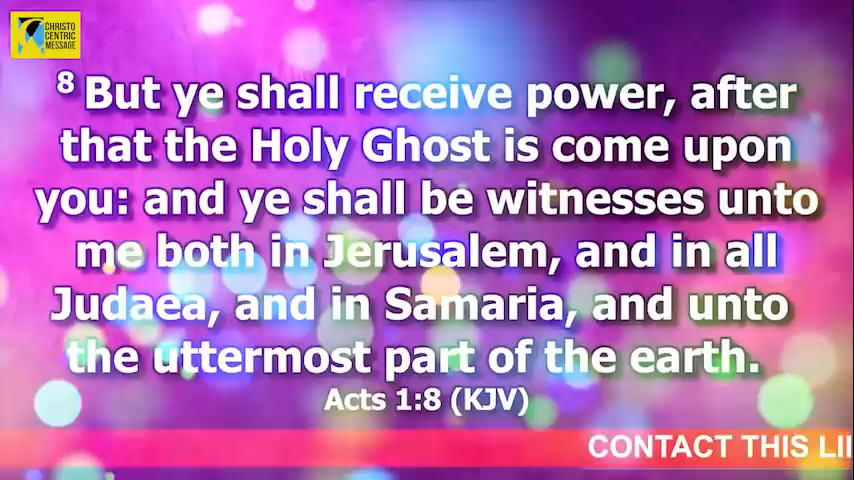 CHRISTO
CENTRIC
MESSAGE
8 But ye shall receive power, after
that the Holy Ghost is come upon
you: and ye shall be witnesses unto
me both in Jerusalem, and in all
Judaea, and in Samaria, and unto
the uttermost part of the earth.
Acts 1:8 (KJV)
CONTACT THIS